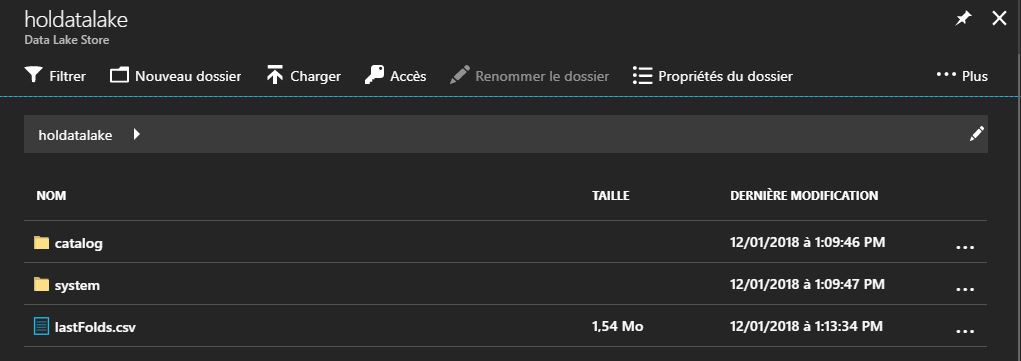 holdatalake
Data Lake Store
Filtrer Nouveau dossier Charger Accès Renommer le dossier Propriétés du dossier ... Plus
holdatalake
NOM TAILLE DERNIÈRE MODIFICATION
catalog 12/01/2018 à 1:09:46 PM ...
system 12/01/2018 à 1:09:47 PM ...
lastFolds.csv 1,54 Mo 12/01/2018 à 1:13:34 PM ...